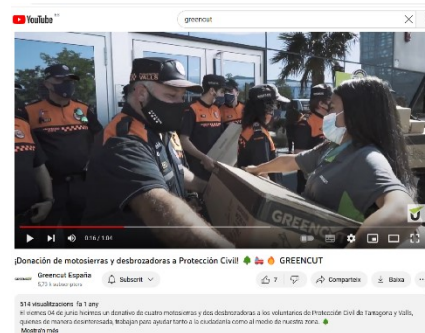 YouTube ES
greencut
VALLS
GREENCUT
0:16 / 1:04
¡Donación de motosierras y desbrozadoras a Protección Civil! 🌲 🚒 🔥 GREENCUT
Greencut España
Subscrit
7
Comparteix
Baixa
514 visualitzacions fa 1 any
El viernes 04 de junio hicimos un donativo de cuatro motosierras y dos desbrozadoras a los voluntarios de Protección Civil de Tarragona y Valls,
quienes de manera desinteresada, trabajan para ayudar tanto a la ciudadanía como al medio de nuestra zona. 🌲
Mostra'n més